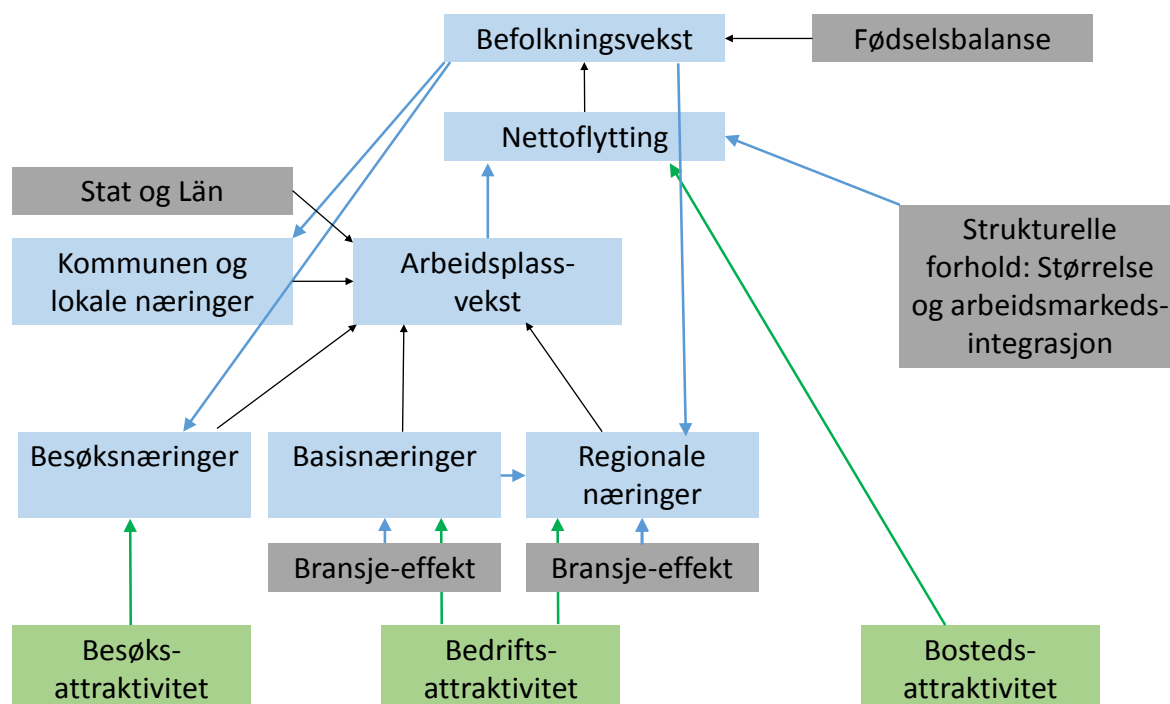 Befolkningsvekst
Fødselsbalanse
Nettoflytting
Stat og Län
Kommunen og
lokale næringer
Arbeidsplass-
vekst
Strukturelle
forhold: Størrelse
og arbeidsmarkeds-
integrasjon
Besøksnæringer
Basisnæringer
Regionale
næringer
Bransje-effekt
Bransje-effekt
Besøks-
attraktivitet
Bedrifts-
attraktivitet
Bosteds-
attraktivitet